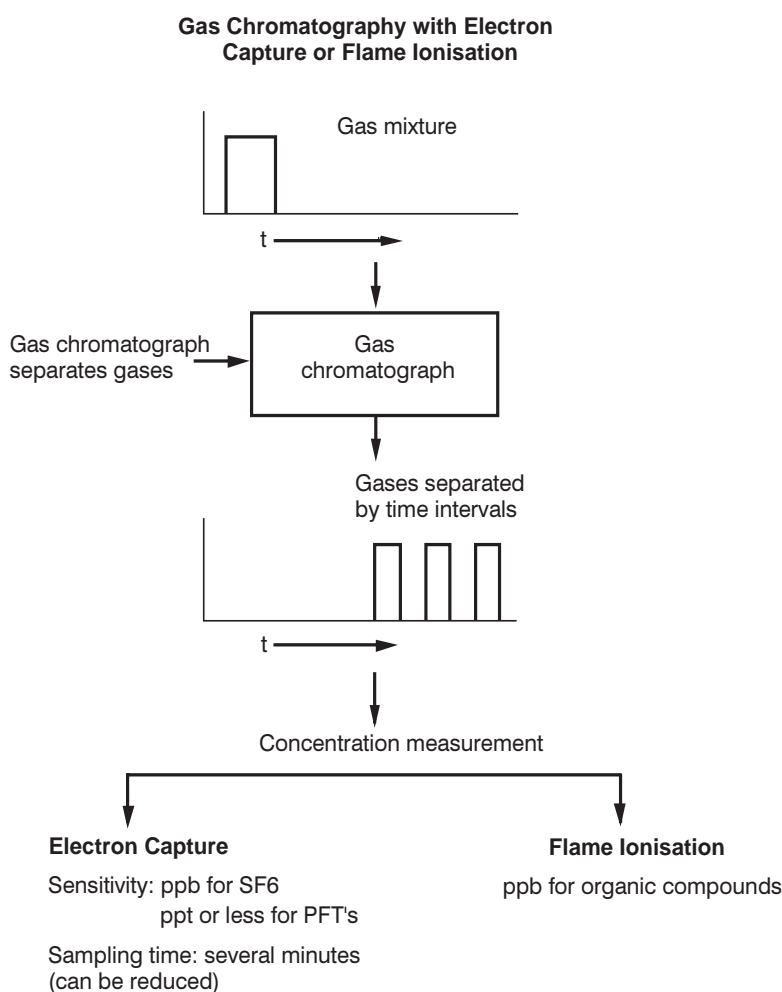 Gas Chromatography with Electron
Capture or Flame Ionisation
Gas mixture
t
Gas chromatograph
separates gases
Gas
chromatograph
Gases separated
by time intervals
t
Concentration measurement
Electron Capture
Sensitivity: ppb for SF6
ppt or less for PFT's
Sampling time: several minutes
(can be reduced)
Flame Ionisation
ppb for organic compounds